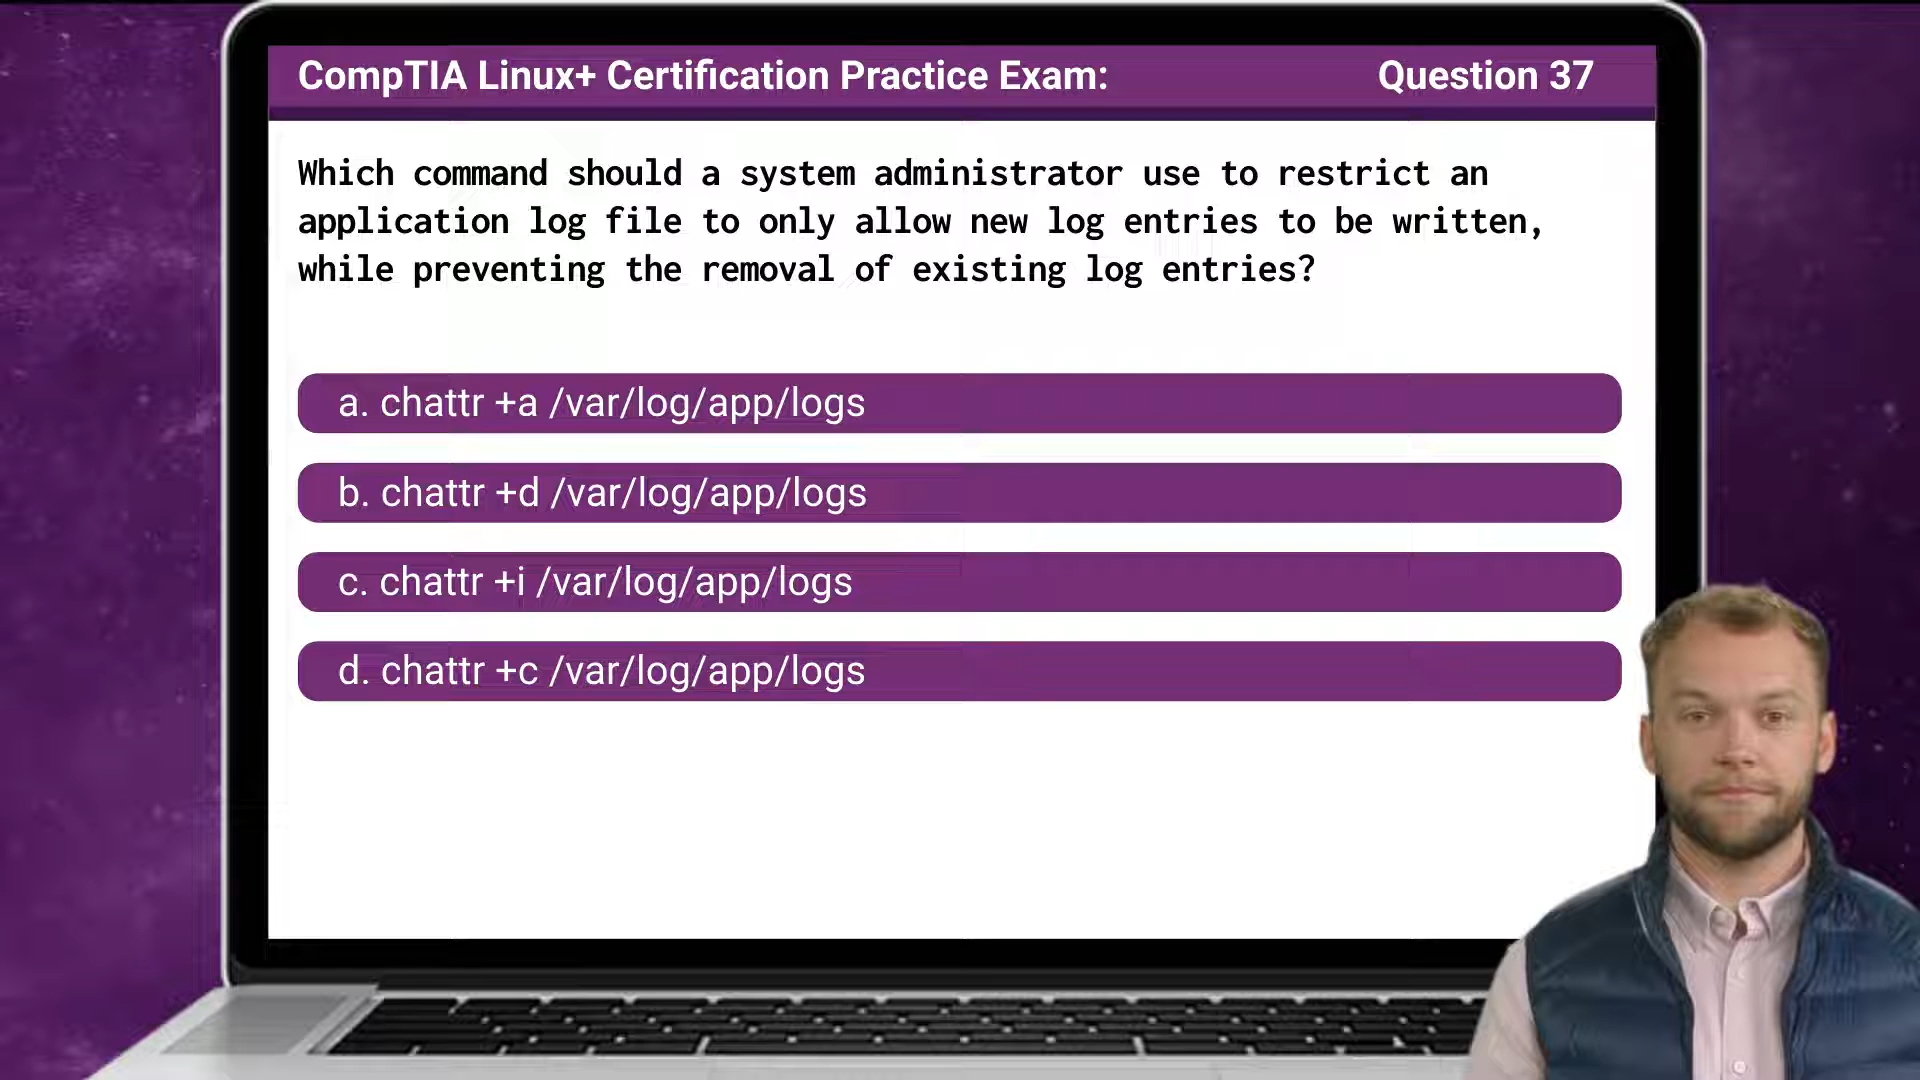 CompTIA Linux+ Certification Practice Exam:
Question 37
Which command should a system administrator use to restrict an
application log file to only allow new log entries to be written,
while preventing the removal of existing log entries?
a. chattr +a /var/log/app/logs
b. chattr +d /var/log/app/logs
c. chattr +i /var/log/app/logs
d. chattr +c /var/log/app/logs